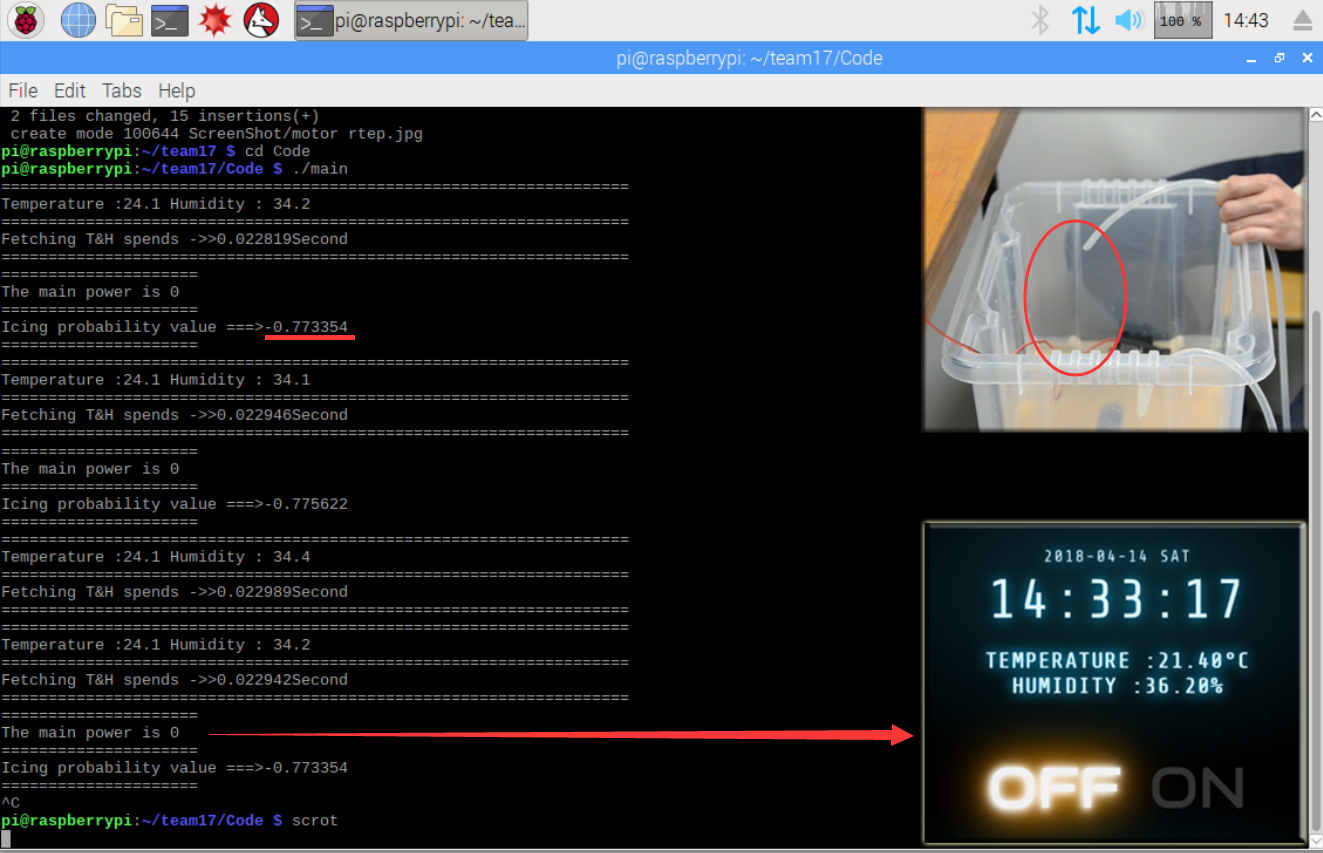 pi@raspberrypi: ~/tea...
100 %
14:43
pi@raspberrypi: ~/team17/Code
File Edit Tabs Help
2 files changed, 15 insertions(+)
create mode 100644 ScreenShot/motor rtep.jpg
pi@raspberrypi:~/team17 $ cd Code
pi@raspberrypi:~/team17/Code $ ./main
====================================================================
Temperature :24.1 Humidity : 34.2
====================================================================
Fetching T&H spends ->>0.022819Second
====================================================================
=====================
The main power is 0
=====================
Icing probability value ===>-0.773354
=====================
====================================================================
Temperature :24.1 Humidity : 34.1
====================================================================
Fetching T&H spends ->>0.022946Second
====================================================================
=====================
The main power is 0
=====================
Icing probability value ===>-0.775622
=====================
====================================================================
Temperature :24.1 Humidity : 34.4
====================================================================
Fetching T&H spends ->>0.022989Second
====================================================================
====================================================================
Temperature :24.1 Humidity : 34.2
====================================================================
Fetching T&H spends ->>0.022942Second
====================================================================
=====================
The main power is 0
=====================
Icing probability value ===>-0.773354
=====================
^C
pi@raspberrypi:~/team17/Code $ scrot
2018-04-14 SAT
14:33:17
TEMPERATURE :21.40°C
HUMIDITY :36.20%
OFF ON